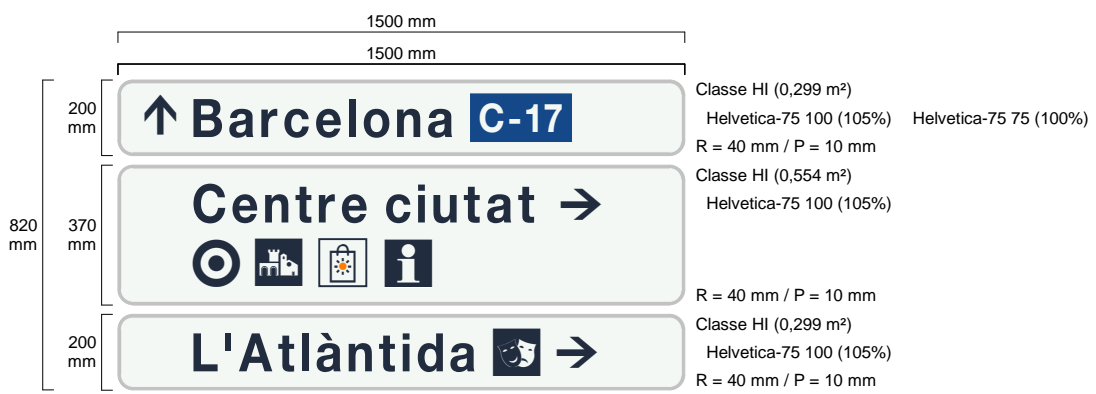 1500 mm
1500 mm
200 mm
Barcelona C-17
Classe HI (0,299 m²)
Helvetica-75 100 (105%) Helvetica-75 75 (100%)
R = 40 mm / P = 10 mm
820 mm
370 mm
Centre ciutat
i
Classe HI (0,554 m²)
Helvetica-75 100 (105%)
R = 40 mm / P = 10 mm
200 mm
L'Atlàntida
Classe HI (0,299 m²)
Helvetica-75 100 (105%)
R = 40 mm / P = 10 mm